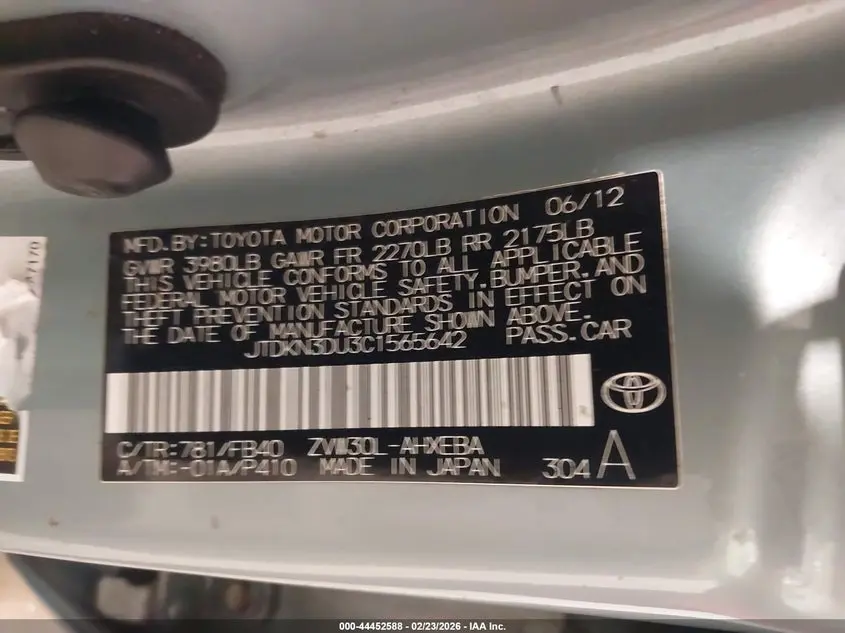 MFD. BY: TOYOTA MOTOR CORPORATION 06/12
GVWR 3980LB GAWR FR 2270LB RR 2175LB
THIS VEHICLE CONFORMS TO ALL APPLICABLE
FEDERAL MOTOR VEHICLE SAFETY, BUMPER, AND
THEFT PREVENTION STANDARDS IN EFFECT ON
THE DATE OF MANUFACTURE SHOWN ABOVE.
JTDKN3DU3C1565642 PASS. CAR
C/TR: 781/FB40 ZVW30L-AHXEBA
A/TM: -01A/P410 MADE IN JAPAN 304 A
000-44452588 - 02/23/2026 - IAA Inc.